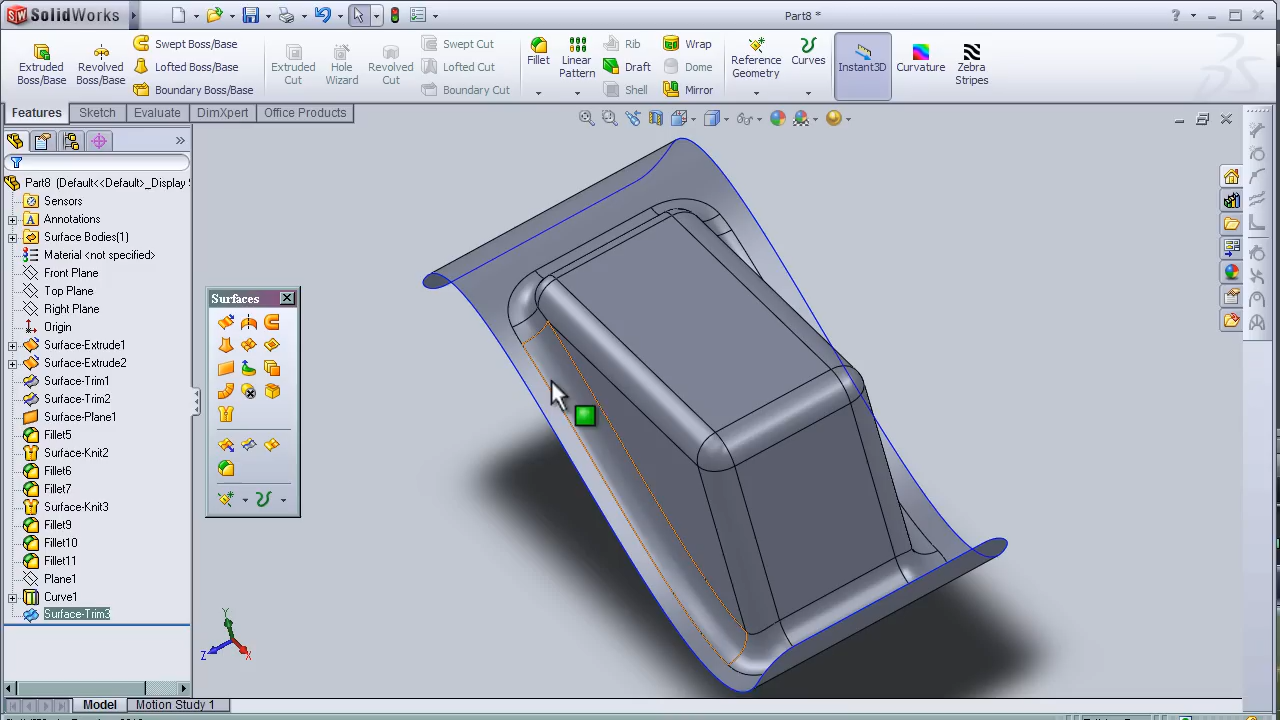 SolidWorks
Part8 *
Extruded Boss/Base
Revolved Boss/Base
Swept Boss/Base
Lofted Boss/Base
Boundary Boss/Base
Extruded Cut
Hole Wizard
Revolved Cut
Swept Cut
Lofted Cut
Boundary Cut
Fillet
Linear Pattern
Rib
Draft
Shell
Wrap
Dome
Mirror
Reference Geometry
Curves
Instant3D
Curvature
Zebra Stripes
Features
Sketch
Evaluate
DimXpert
Office Products
Part8 (Default<<Default>_Display
Sensors
Annotations
Surface Bodies(1)
Material <not specified>
Front Plane
Top Plane
Right Plane
Origin
Surface-Extrude1
Surface-Extrude2
Surface-Trim1
Surface-Trim2
Surface-Plane1
Fillet5
Surface-Knit2
Fillet6
Fillet7
Surface-Knit3
Fillet9
Fillet10
Fillet11
Plane1
Curve1
Surface-Trim3
Surfaces
Y
Z
X
Model
Motion Study 1